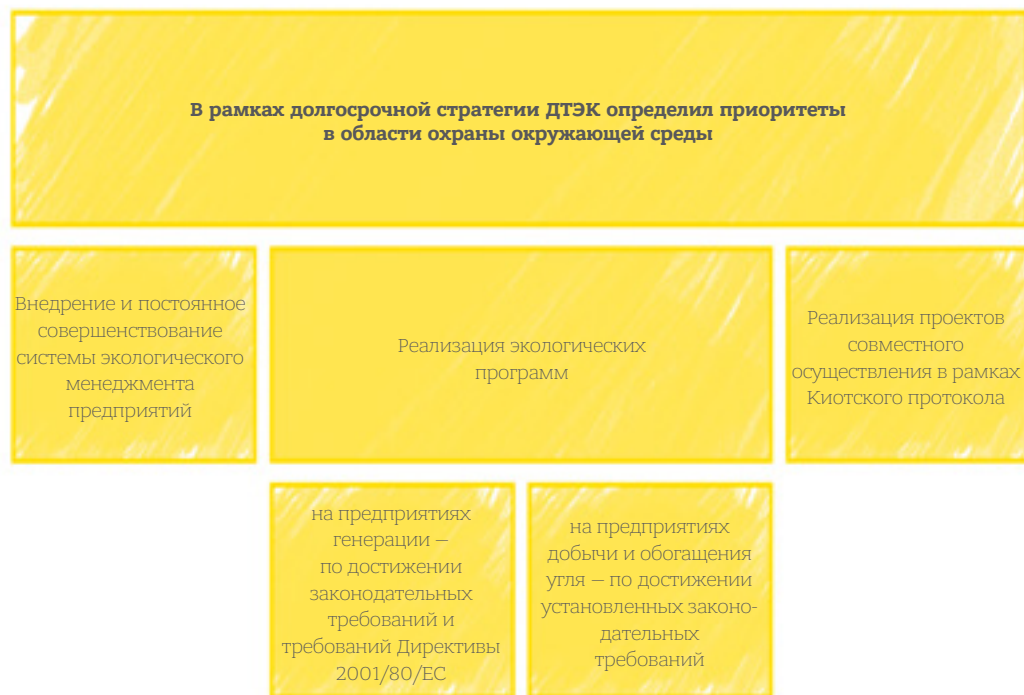 В рамках долгосрочной стратегии ДТЭК определил приоритеты
в области охраны окружающей среды
Внедрение и постоянное
совершенствование
системы экологического
менеджмента
предприятий
Реализация экологических
программ
Реализация проектов
совместного
осуществления в рамках
Киотского протокола
на предприятиях
генерации –
по достижении
законодательных
требований и
требований Директивы
2001/80/ЕС
на предприятиях
добычи и обогащения
угля – по достижении
установленных законо-
дательных
требований